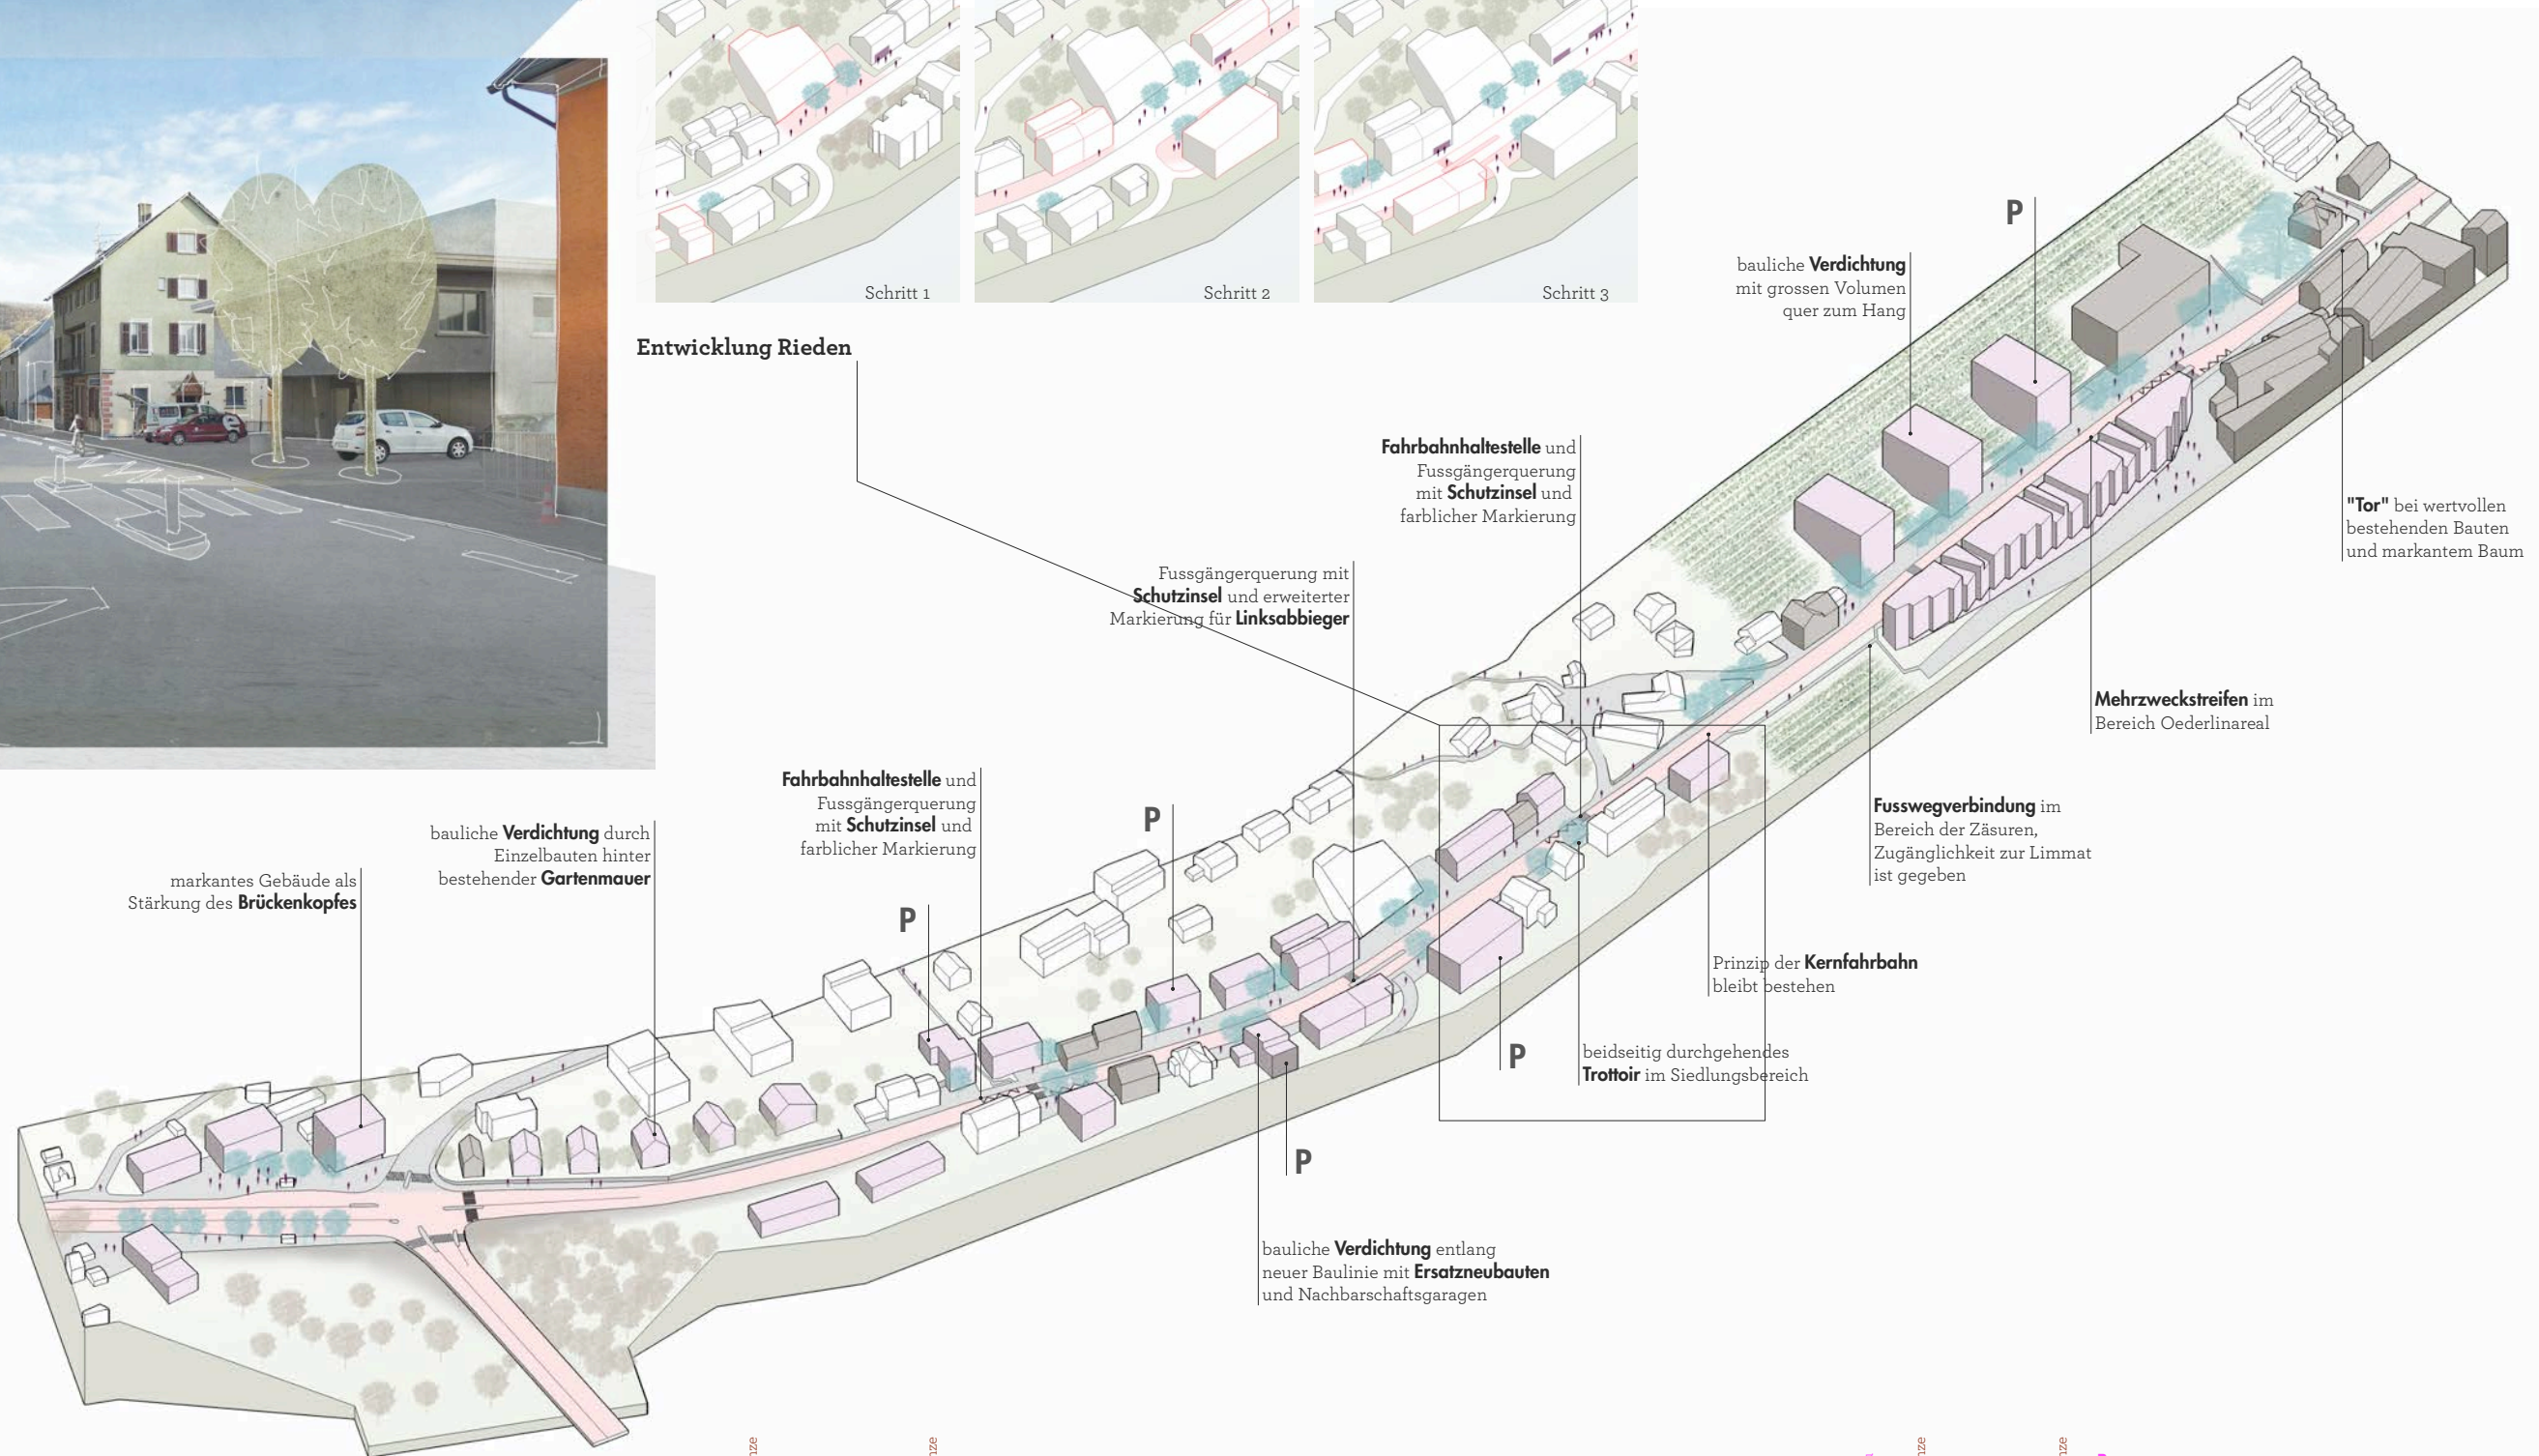 Schritt 1
Schritt 2
Schritt 3
Entwicklung Rieden
P
bauliche Verdichtung
mit grossen Volumen
quer zum Hang
Fahrbahnhaltestelle und
Fussgängerquerung
mit Schutzinsel und
farblicher Markierung
"Tor" bei wertvollen
bestehenden Bauten
und markantem Baum
Fussgängerquerung mit
Schutzinsel und erweiterter
Markierung für Linksabbieger
Mehrzweckstreifen im
Bereich Oederlinareal
Fahrbahnhaltestelle und
Fussgängerquerung
mit Schutzinsel und
farblicher Markierung
P
Fusswegverbindung im
Bereich der Zäsuren,
Zugänglichkeit zur Limmat
ist gegeben
bauliche Verdichtung durch
Einzelbauten hinter
bestehender Gartenmauer
markantes Gebäude als
Stärkung des Brückenkopfes
P
Prinzip der Kernfahrbahn
bleibt bestehen
P
beidseitig durchgehendes
Trottoir im Siedlungsbereich
P
bauliche Verdichtung entlang
neuer Baulinie mit Ersatzneubauten
und Nachbarschaftsgaragen
nze
nze
nze
nze